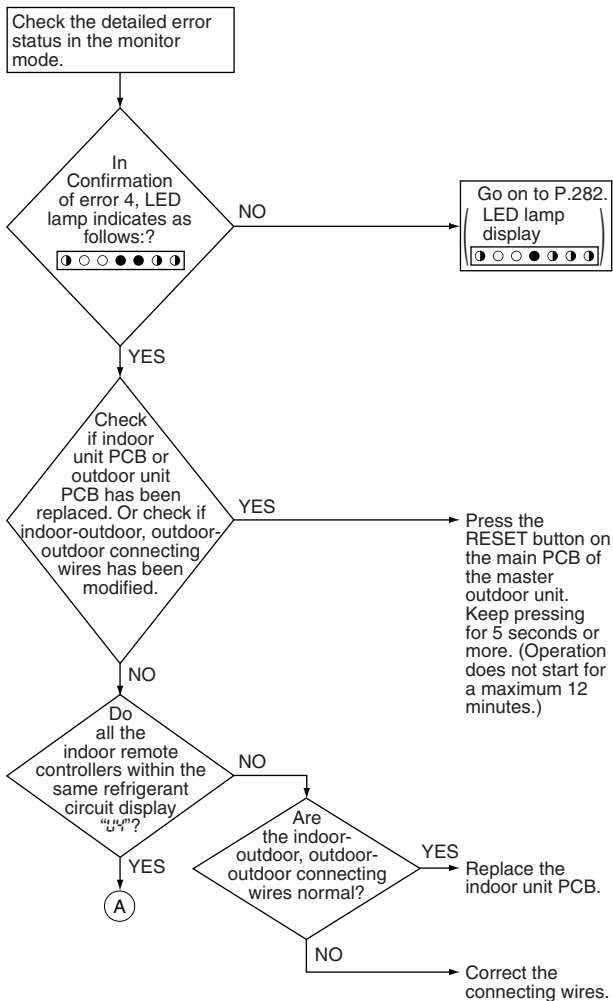 Check the detailed error
status in the monitor
mode.
In
Confirmation
of error 4, LED
lamp indicates as
follows:?
NO
Go on to P.282.
LED lamp
display
YES
Check
if indoor
unit PCB or
outdoor unit
PCB has been
replaced. Or check if
indoor-outdoor, outdoor-
outdoor connecting
wires has been
modified.
YES
Press the
RESET button on
the main PCB of
the master
outdoor unit.
Keep pressing
for 5 seconds or
more. (Operation
does not start for
a maximum 12
minutes.)
NO
Do
all the
indoor remote
controllers within the
same refrigerant
circuit display
“U4”?
NO
YES
A
Are
the indoor-
outdoor, outdoor-
outdoor connecting
wires normal?
YES
Replace the
indoor unit PCB.
NO
Correct the
connecting wires.